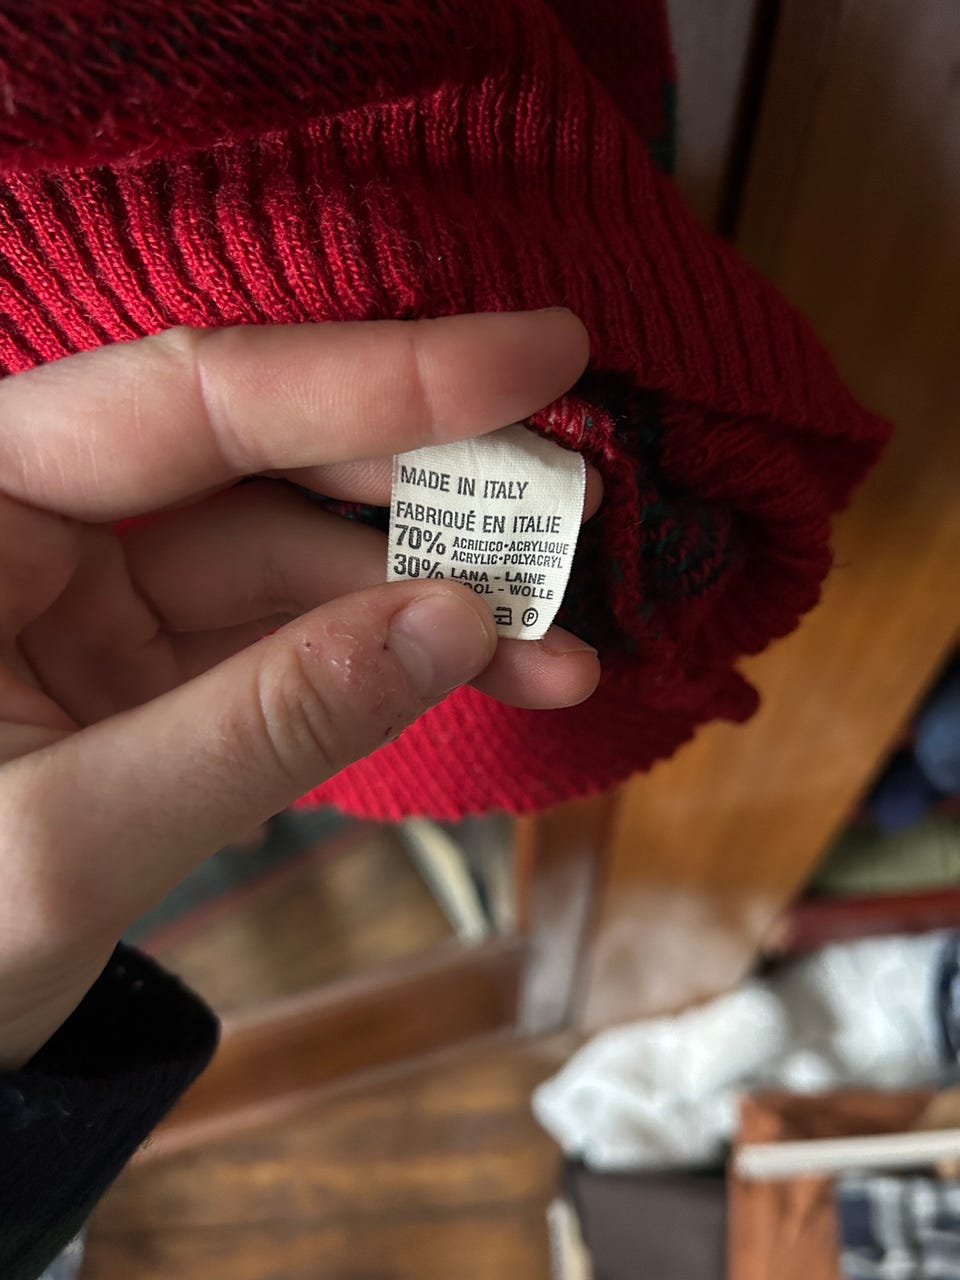 MADE IN ITALY
FABRIQUÉ EN ITALIE
70% ACRILICO•ACRYLIQUE
ACRYLIC•POLYACRYL
30% LANA - LAINE
WOOL - WOLLE
P